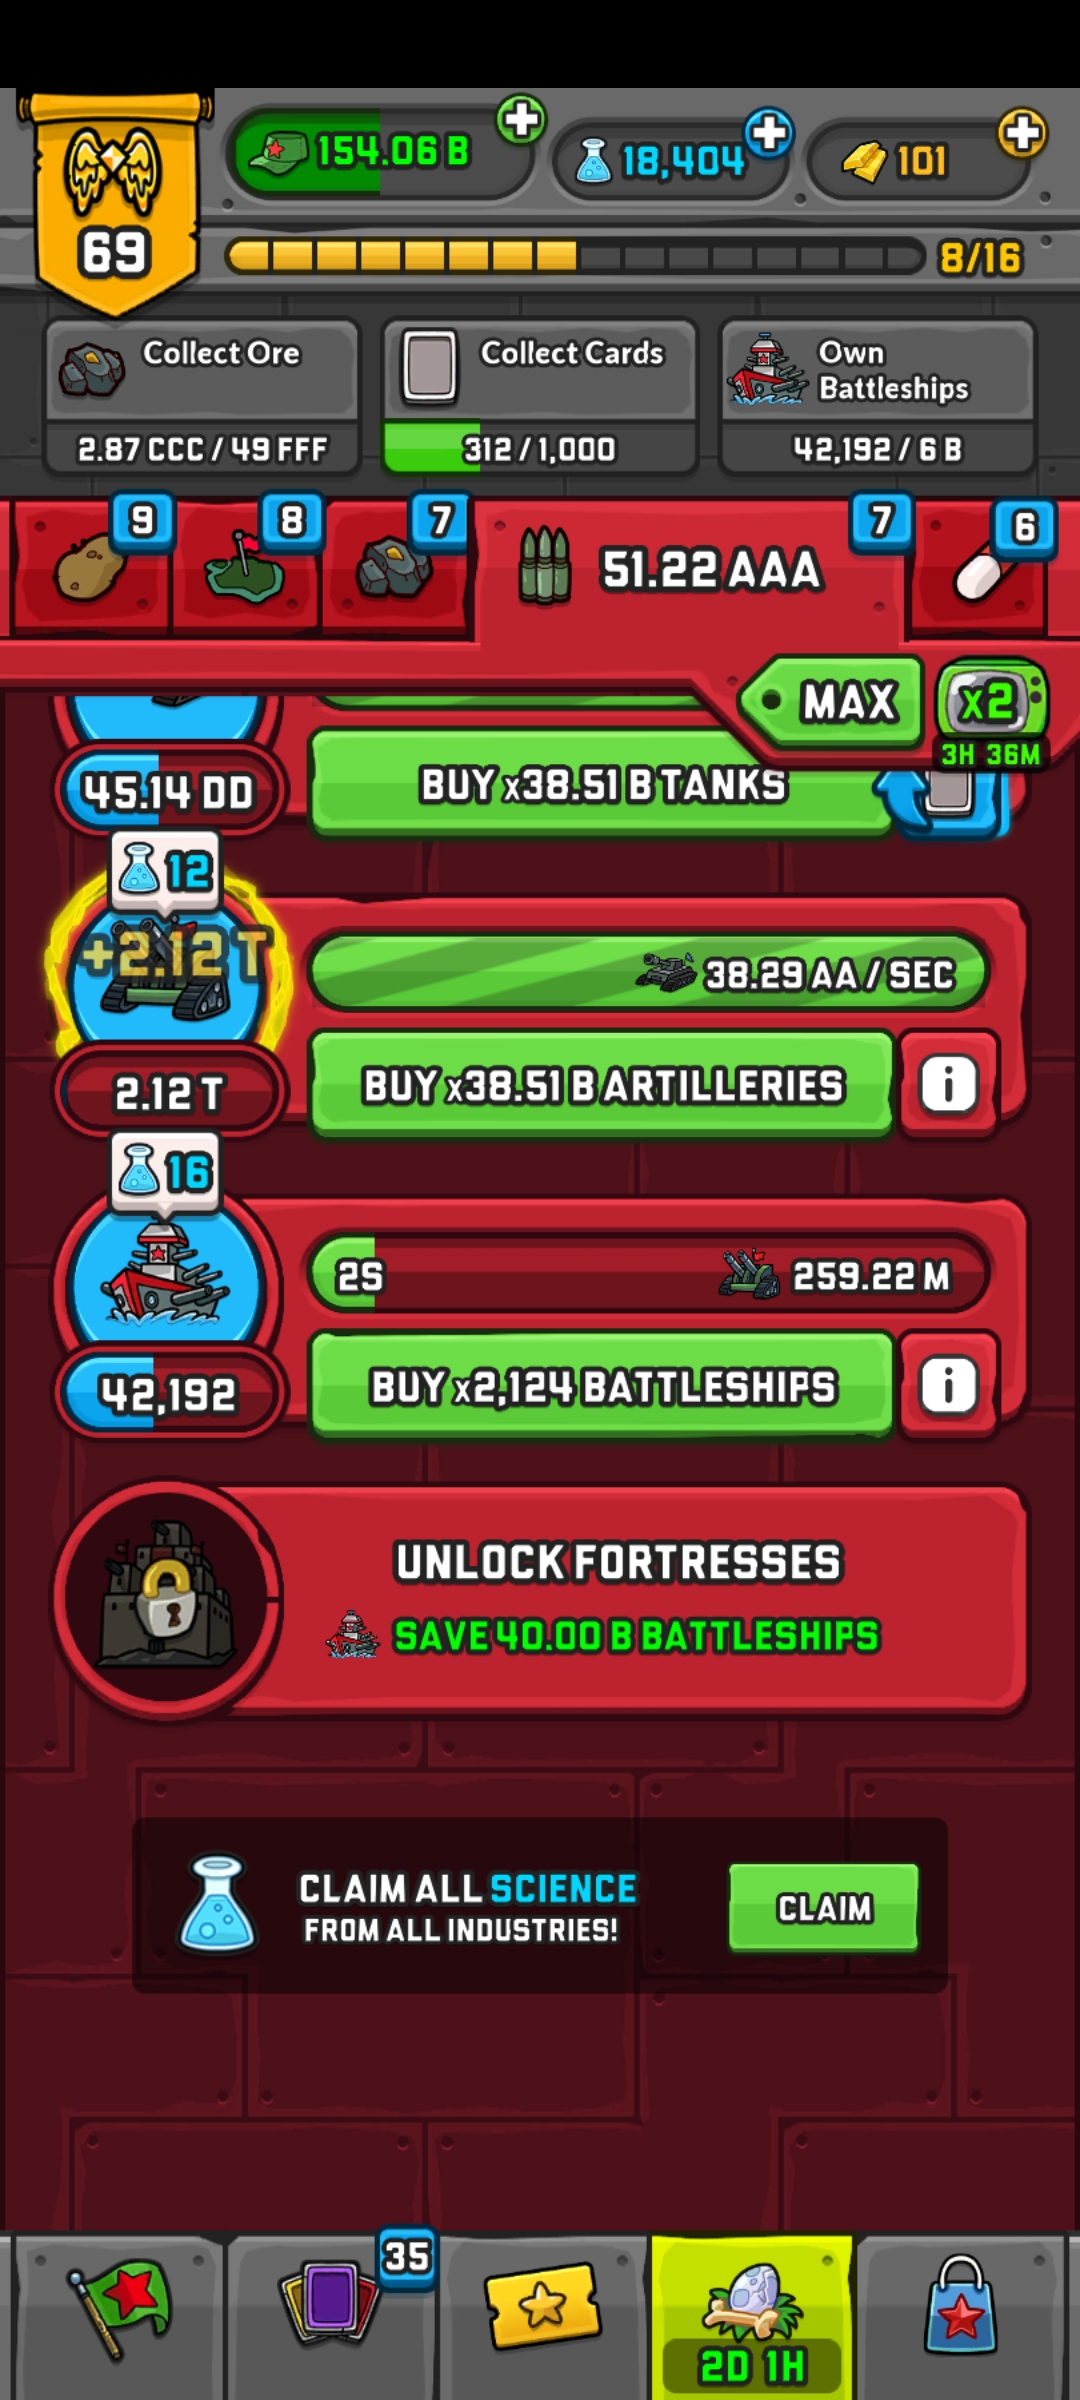 154.06 B
18,404
101
69
8/16
Collect Ore
2.87 CCC / 49 FFF
Collect Cards
312 / 1,000
Own
Battleships
42,192 / 6 B
9
8
7
51.22 AAA
7
6
MAX
x2
3H 36M
45.14 DD
BUY x38.51 B TANKS
12
+2.12 T
38.29 AA / SEC
2.12 T
BUY x38.51 B ARTILLERIES
i
16
2S
259.22 M
42,192
BUY x2,124 BATTLESHIPS
i
UNLOCK FORTRESSES
SAVE 40.00 B BATTLESHIPS
CLAIM ALL SCIENCE
FROM ALL INDUSTRIES!
CLAIM
35
2D 1H